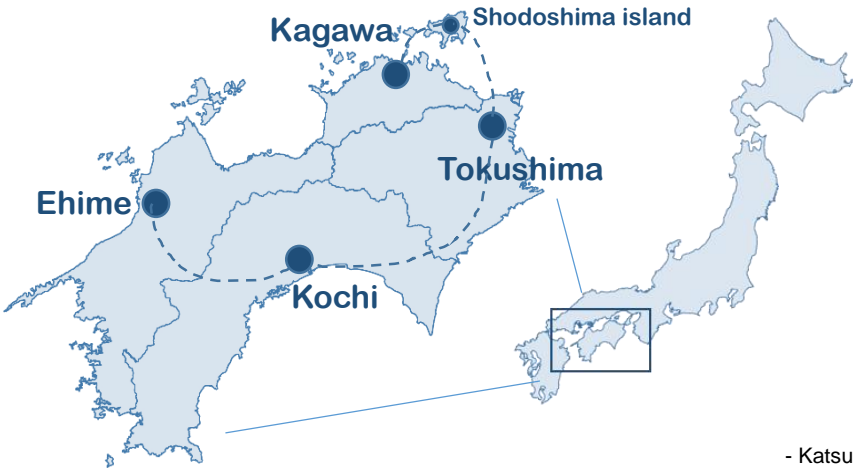 Shodoshima island
Kagawa
Tokushima
Ehime
Kochi
- Katsu